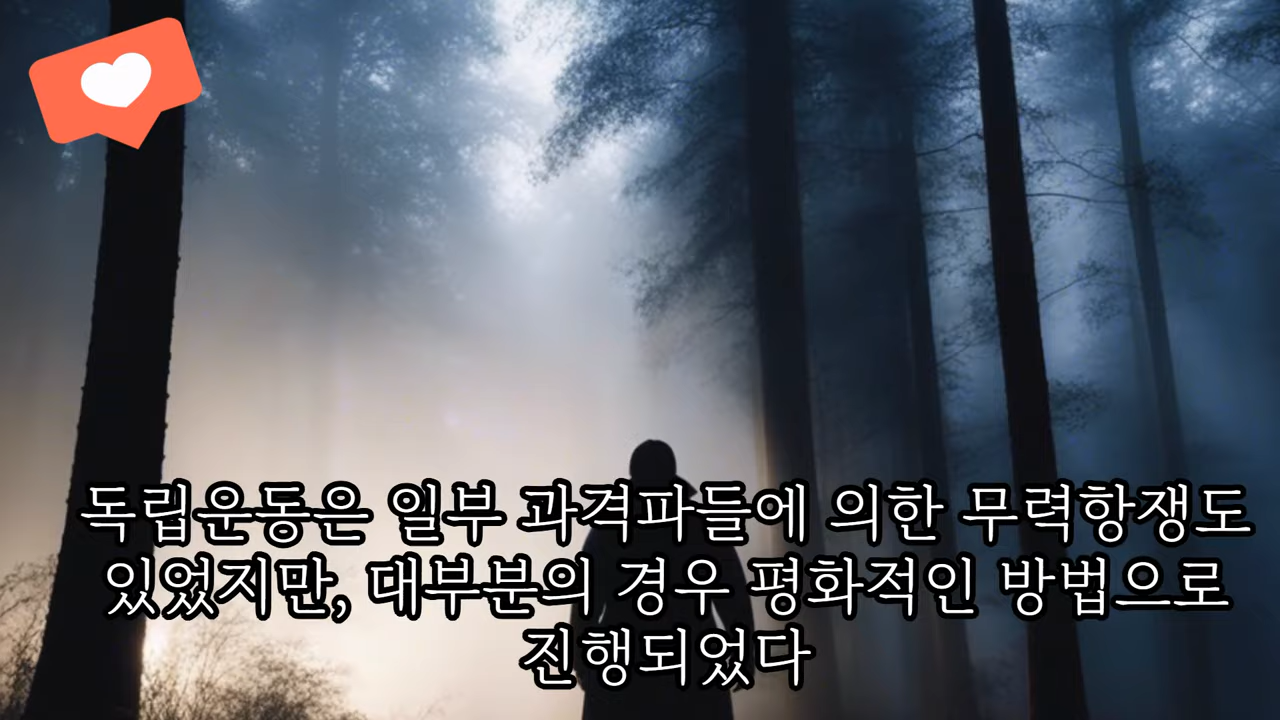 독립운동은 일부 과격파들에 의한 무력항쟁도
있었지만, 대부분의 경우 평화적인 방법으로
진행되었다